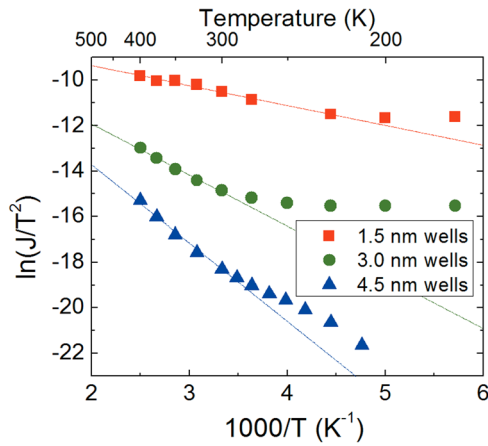 Temperature (K)
500 400 300 200
-10
-12
-14
-16
-18
-20
-22
ln(J/T²)
1.5 nm wells
3.0 nm wells
4.5 nm wells
2 3 4 5 6
1000/T (K⁻¹)